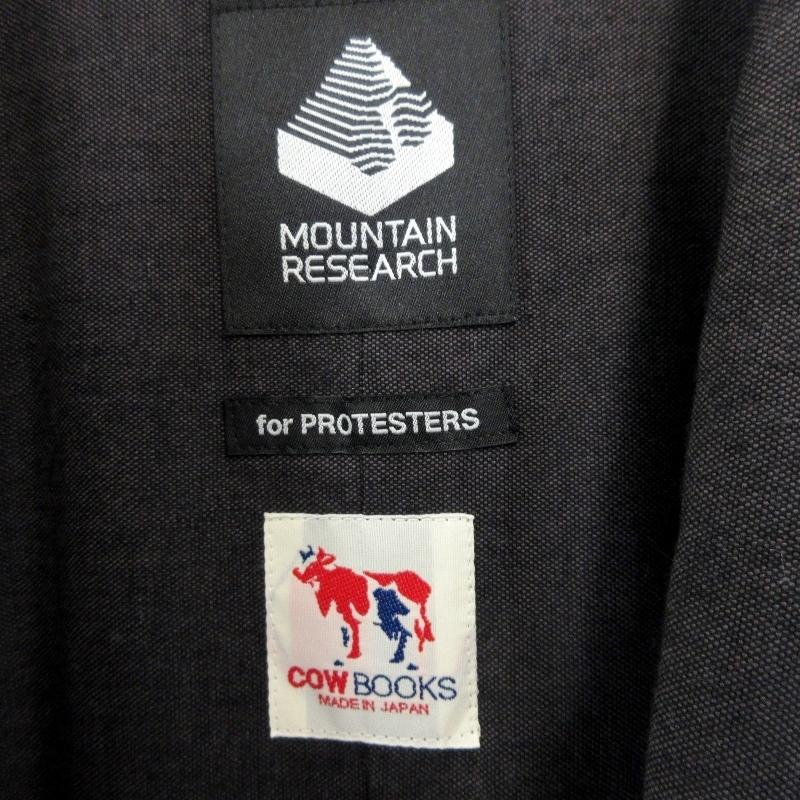 MOUNTAIN
RESEARCH
for PROTESTERS
COW BOOKS
MADE IN JAPAN